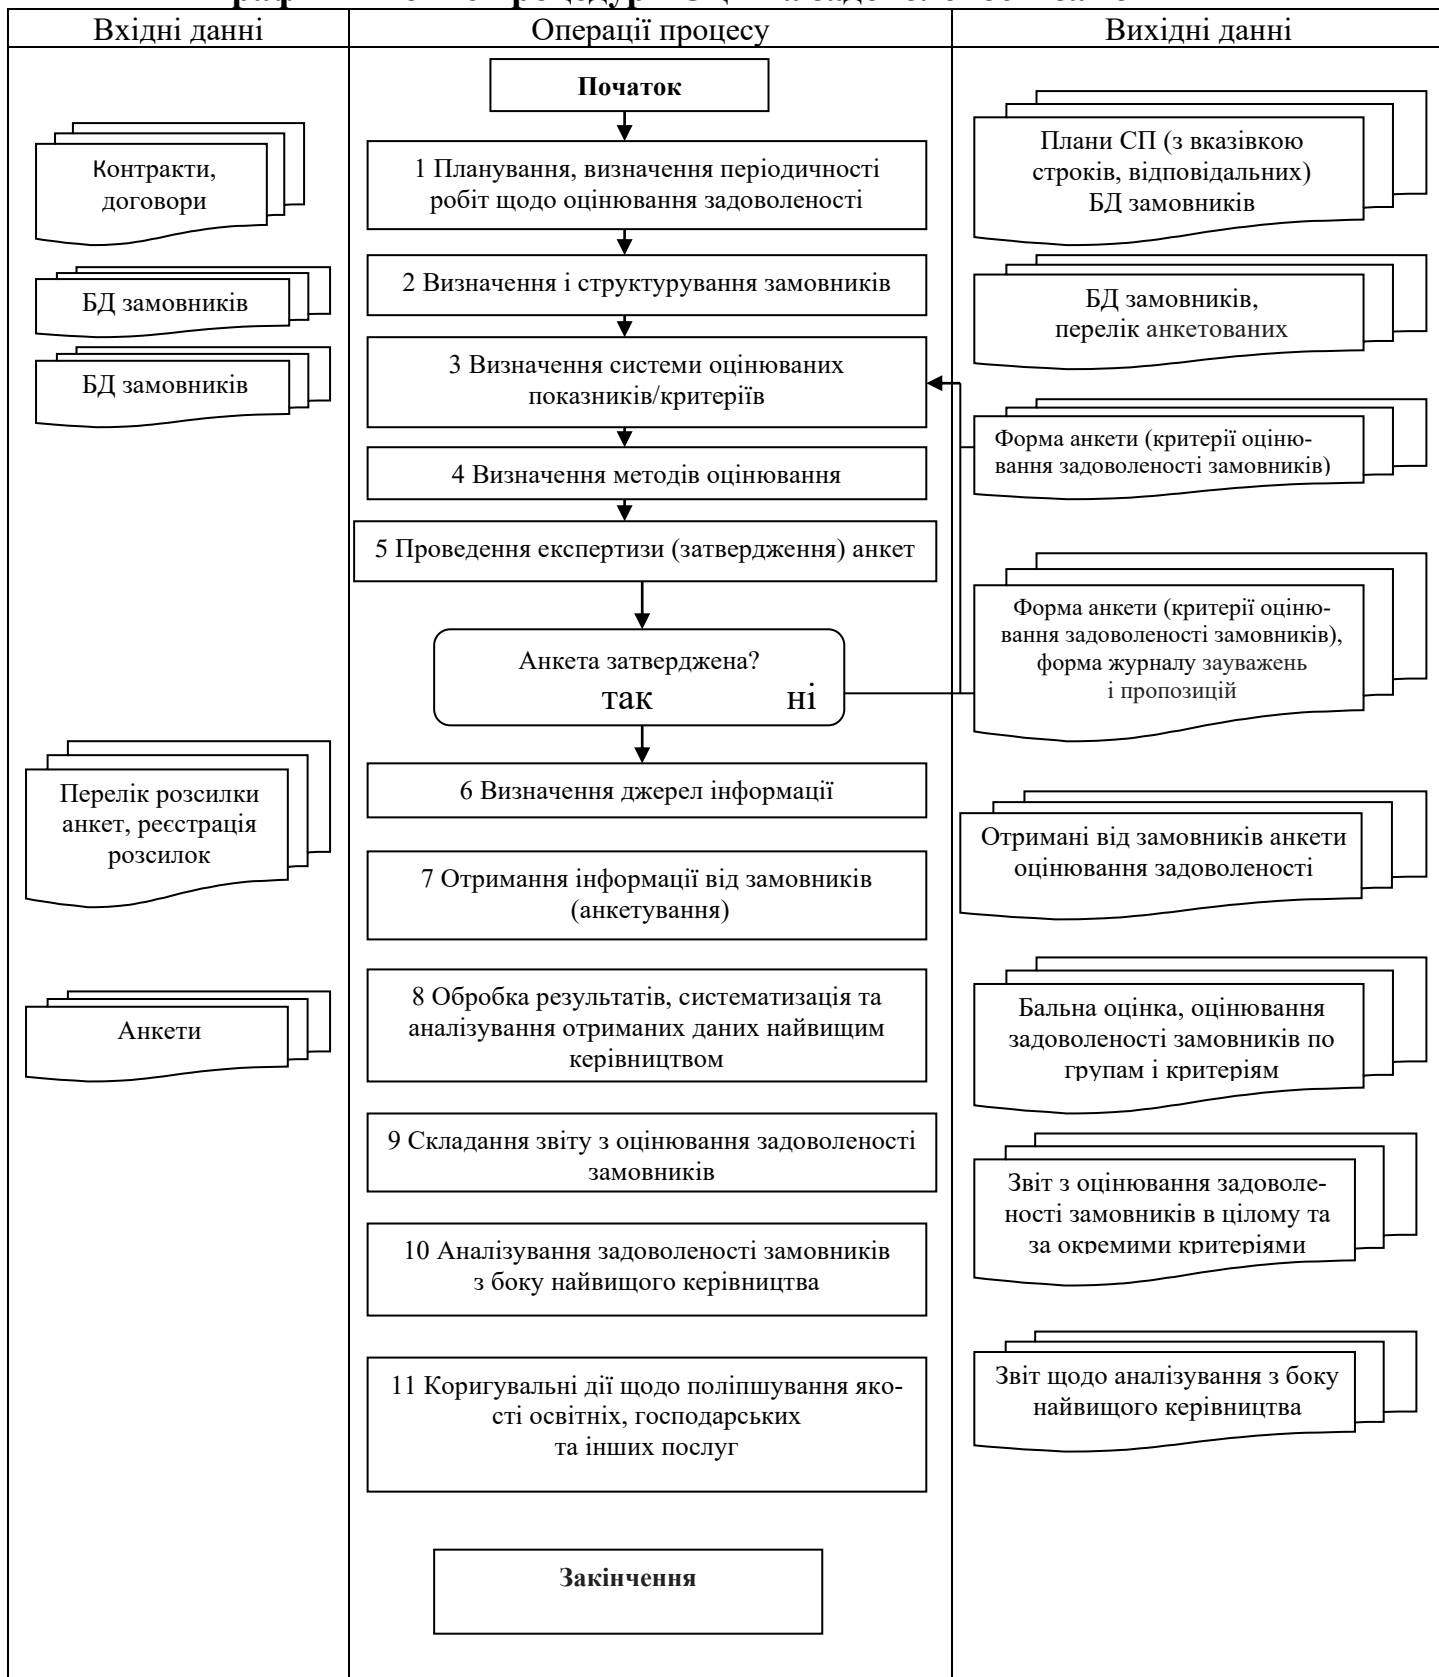 Вхідні данні
Операції процесу
Вихідні данні
Початок
Контракти,
договори
1 Планування, визначення періодичності
робіт щодо оцінювання задоволеності
Плани СП (з вказівкою
строків, відповідальних)
БД замовників
БД замовників
2 Визначення і структурування замовників
БД замовників,
перелік анкетованих
БД замовників
3 Визначення системи оцінюваних
показників/критеріїв
Форма анкети (критерії оціню-
вання задоволеності замовників)
4 Визначення методів оцінювання
5 Проведення експертизи (затвердження) анкет
Форма анкети (критерії оціню-
вання задоволеності замовників),
форма журналу зауважень
і пропозицій
Анкета затверджена?
так ні
Перелік розсилки
анкет, реєстрація
розсилок
6 Визначення джерел інформації
Отримані від замовників анкети
оцінювання задоволеності
7 Отримання інформації від замовників
(анкетування)
Анкети
8 Обробка результатів, систематизація та
аналізування отриманих даних найвищим
керівництвом
Бальна оцінка, оцінювання
задоволеності замовників по
групам і критеріям
9 Складання звіту з оцінювання задоволеності
замовників
Звіт з оцінювання задоволе-
ності замовників в цілому та
за окремими критеріями
10 Аналізування задоволеності замовників
з боку найвищого керівництва
11 Коригувальні дії щодо поліпшування яко-
сті освітніх, господарських
та інших послуг
Звіт щодо аналізування з боку
найвищого керівництва
Закінчення